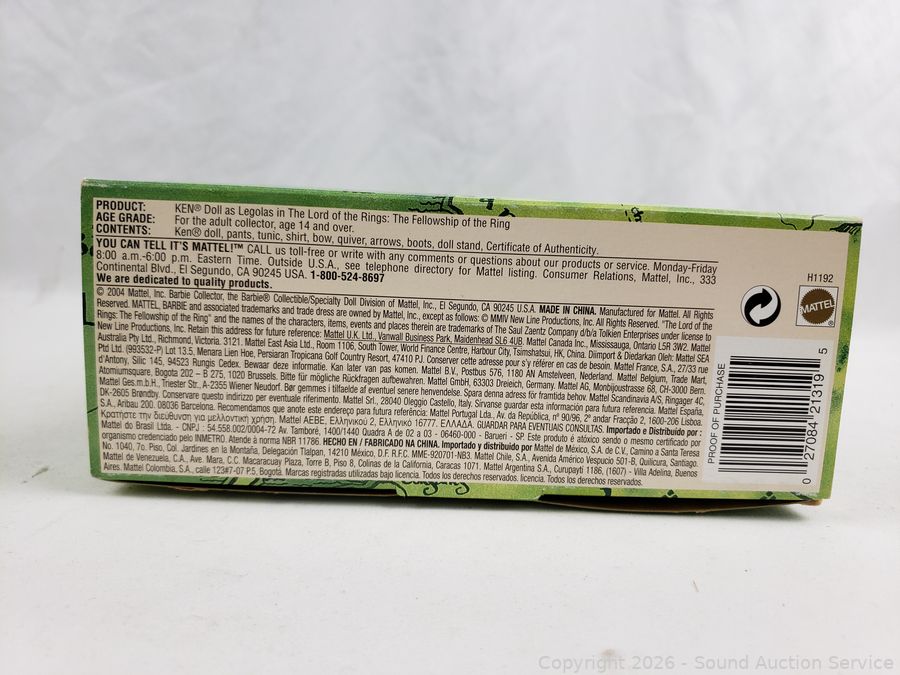 PRODUCT: KEN® Doll as Legolas in The Lord of the Rings: The Fellowship of the Ring
AGE GRADE: For the adult collector, age 14 and over.
CONTENTS: Ken® doll, pants, tunic, shirt, bow, quiver, arrows, boots, doll stand, Certificate of Authenticity.
YOU CAN TELL IT'S MATTEL!™ CALL us toll-free or write with any comments or questions about our products or service. Monday-Friday
8:00 a.m.-6:00 p.m. Eastern Time. Outside U.S.A., see telephone directory for Mattel listing. Consumer Relations, Mattel, Inc., 333
Continental Blvd., El Segundo, CA 90245 USA. 1-800-524-8697
We are dedicated to quality products.
© 2004 Mattel, Inc. Barbie Collector, the Barbie® Collectible/Specialty Doll Division of Mattel, Inc., El Segundo, CA 90245 U.S.A. MADE IN CHINA. Manufactured for Mattel. All Rights
Reserved. MATTEL, BARBIE and associated trademarks and trade dress are owned by Mattel, Inc., except as follows: © MMIV New Line Productions, Inc. All Rights Reserved. "The Lord of the
Rings: The Fellowship of the Ring" and the names of the characters, items, events and places therein are trademarks of The Saul Zaentz Company d/b/a Tolkien Enterprises under license to
New Line Productions, Inc. Retain this address for future reference: Mattel U.K. Ltd., Vanwall Business Park, Maidenhead SL6 4UB. Mattel Canada Inc., Mississauga, Ontario L5R 3W2. Mattel
Australia Pty Ltd., Richmond, Victoria. 3121. Mattel East Asia Ltd., Room 1106, South Tower, World Finance Centre, Harbour City, Tsimshatsui, HK, China. Diimport & Diedarkan Oleh: Mattel SEA
Ptd Ltd. (993532-P) Lot 13.5, Menara Lien Hoe, Persiaran Tropicana Golf Country Resort, 47410 PJ. Conservez cette adresse pour s'y référer en cas de besoin. Mattel France, S.A., 27/33 rue
d'Antony, Silic 145, 94523 Rungis Cedex. Bewaar deze informatie. Kan later van pas komen. Mattel B.V., Postbus 576, 1180 AN Amstelveen, Nederland. Mattel Belgium, Trade Mart,
Atomiumsquare, Bogota 202 – B 275, 1020 Brussels. Bitte für mögliche Rückfragen aufbewahren. Mattel GmbH, 63303 Dreieich, Germany. Mattel AG, Monbijoustrasse 68, CH-3000 Bern.
Mattel Ges.m.b.H., Triester Str., A-2355 Wiener Neudorf. Bør gemmes i tilfælde af eventuel senere henvendelse. Spara denna adress för framtida behov. Mattel Scandinavia A/S, Ringager 4C,
DK-2605 Brøndby. Conservare questo indirizzo per eventuale riferimento. Mattel Srl., 28040 Oleggio Castello, Italy. Sírvanse guardar esta información para futura referencia. Mattel España,
S.A., Aribau 200. 08036 Barcelona. Recomendamos que anote este endereço para futura referência: Mattel Portugal Lda., Av. da República, nº 90/96, 2º andar Fracção 2, 1600-206 Lisboa.
Κρατήστε την διεύθυνση για μελλοντική χρήση. Mattel AEBE, Ελληνικού 2, Ελληνικό 16777. ΕΛΛΑΔΑ. GUARDAR PARA EVENTUAIS CONSULTAS. Importado e Distribuido por :
Mattel do Brasil Ltda. - CNPJ : 54.558.002/0004-72 Av. Tamboré, 1400/1440 Quadra A de 02 a 03 - 06460-000 - Barueri - SP. Este produto é atóxico sendo o mesmo certificado por
organismo credenciado pelo INMETRO. Atende à norma NBR 11786. HECHO EN / FABRICADO NA CHINA. Importado y distribuido por Mattel de México, S.A. de C.V., Camino a Santa Teresa
No. 1040, 7o. Piso, Col. Jardines en la Montaña, Delegación Tlalpan, 14210 México, D.F. R.F.C. MME-920701-NB3. Mattel Chile, S.A., Avenida Américo Vespucio 501-B, Quilicura, Santiago.
Mattel de Venezuela, C.A., Ave. Mara, C.C. Macaracuay Plaza, Torre B, Piso 8, Colinas de la California, Caracas 1071. Mattel Argentina S.A., Curupaytí 1186, (1607) - Villa Adelina, Buenos
Aires. Mattel Colombia, S.A., calle 123#7-07 P.5, Bogotá. Marcas registradas utilizadas bajo licencia. Todos los derechos reservados. Todos los derechos reservados.
H1192
MATTEL
PROOF OF PURCHASE
0 27084 21319 5
Copyright 2026 - Sound Auction Service